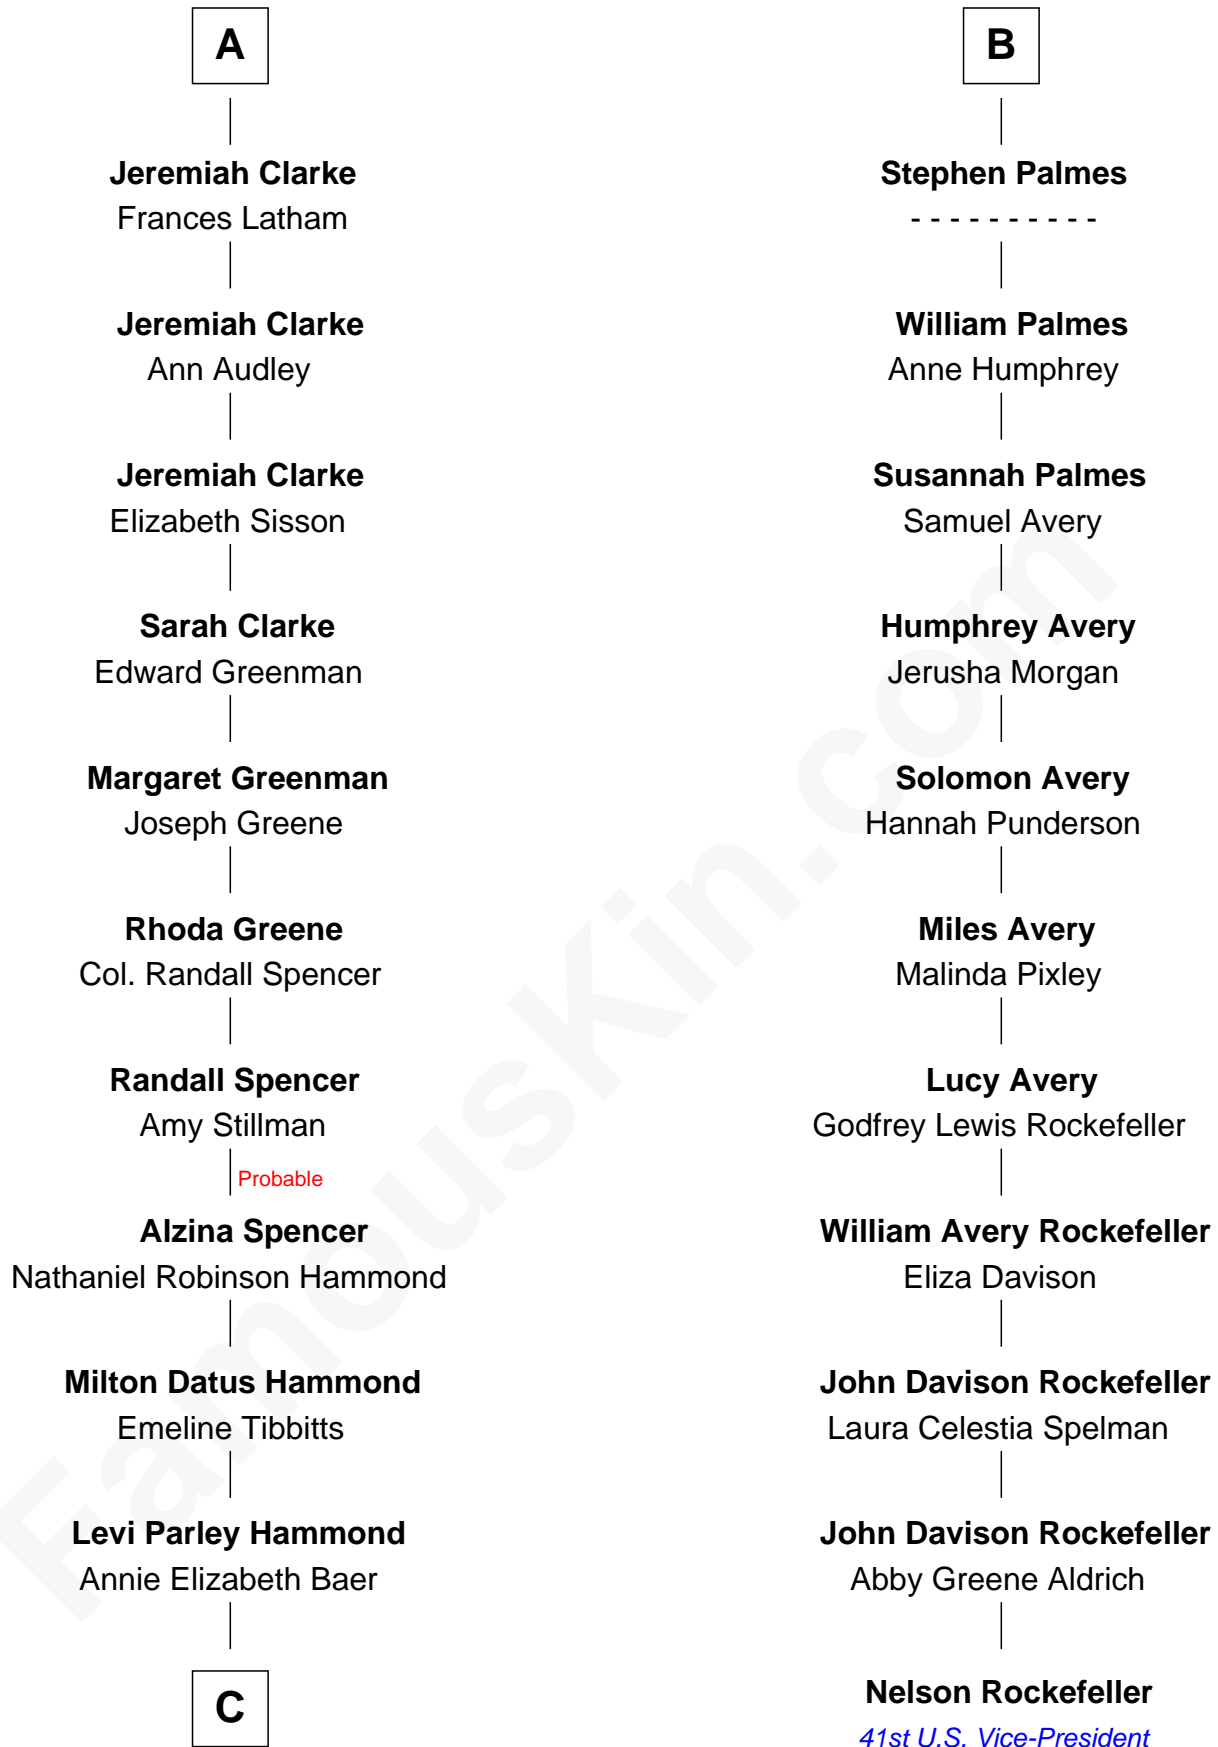 A
Jeremiah Clarke
Frances Latham
Jeremiah Clarke
Ann Audley
Jeremiah Clarke
Elizabeth Sisson
Sarah Clarke
Edward Greenman
Margaret Greenman
Joseph Greene
Rhoda Greene
Col. Randall Spencer
Randall Spencer
Amy Stillman
Probable
Alzina Spencer
Nathaniel Robinson Hammond
Milton Datus Hammond
Emeline Tibbitts
Levi Parley Hammond
Annie Elizabeth Baer
C
B
Stephen Palmes
- - - - - - - - - -
William Palmes
Anne Humphrey
Susannah Palmes
Samuel Avery
Humphrey Avery
Jerusha Morgan
Solomon Avery
Hannah Punderson
Miles Avery
Malinda Pixley
Lucy Avery
Godfrey Lewis Rockefeller
William Avery Rockefeller
Eliza Davison
John Davison Rockefeller
Laura Celestia Spelman
John Davison Rockefeller
Abby Greene Aldrich
Nelson Rockefeller
41st U.S. Vice-President
FamousKin.com